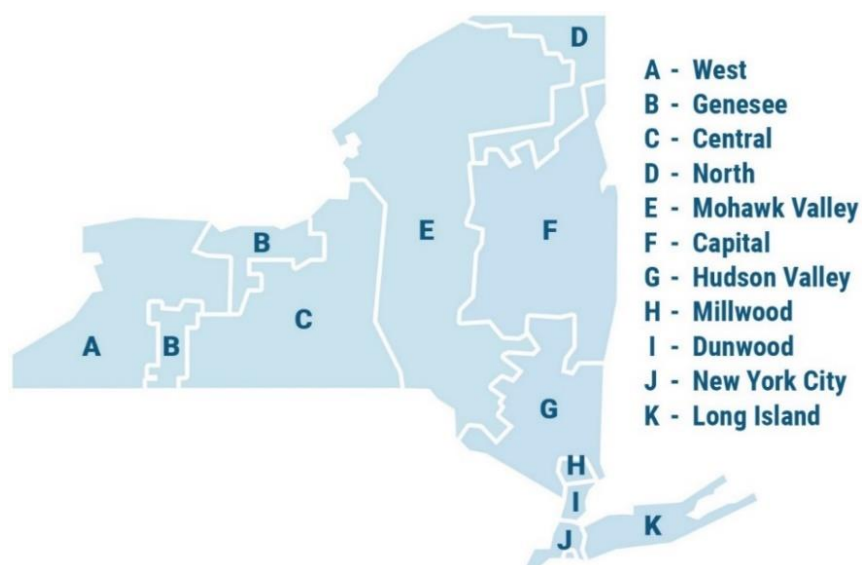 D
B
E
F
A
B
C
G
H
I
J
K
A - West
B - Genesee
C - Central
D - North
E - Mohawk Valley
F - Capital
G - Hudson Valley
H - Millwood
I - Dunwood
J - New York City
K - Long Island